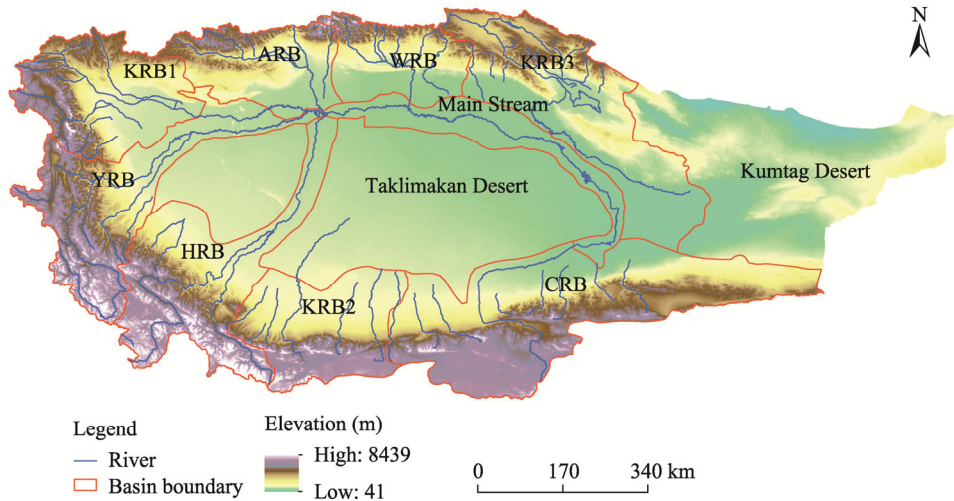 N
ARB
WRB
KRB3
KRB1
Main Stream
Kumtag Desert
YRB
Taklimakan Desert
HRB
CRB
KRB2
Legend
River
Basin boundary
Elevation (m)
High: 8439
Low: 41
0 170 340 km